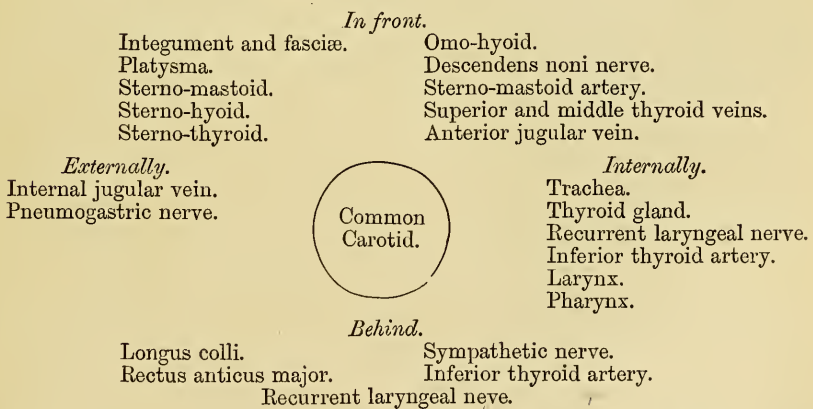 In front.
Integument and fasciæ. Omo-hyoid.
Platysma. Descendens noni nerve.
Sterno-mastoid. Sterno-mastoid artery.
Sterno-hyoid. Superior and middle thyroid veins.
Sterno-thyroid. Anterior jugular vein.
Externally. Internally.
Internal jugular vein. Trachea.
Pneumogastric nerve. Thyroid gland.
Common Recurrent laryngeal nerve.
Carotid. Inferior thyroid artery.
Larynx.
Pharynx.
Behind.
Longus colli. Sympathetic nerve.
Rectus anticus major. Inferior thyroid artery.
Recurrent laryngeal neve.